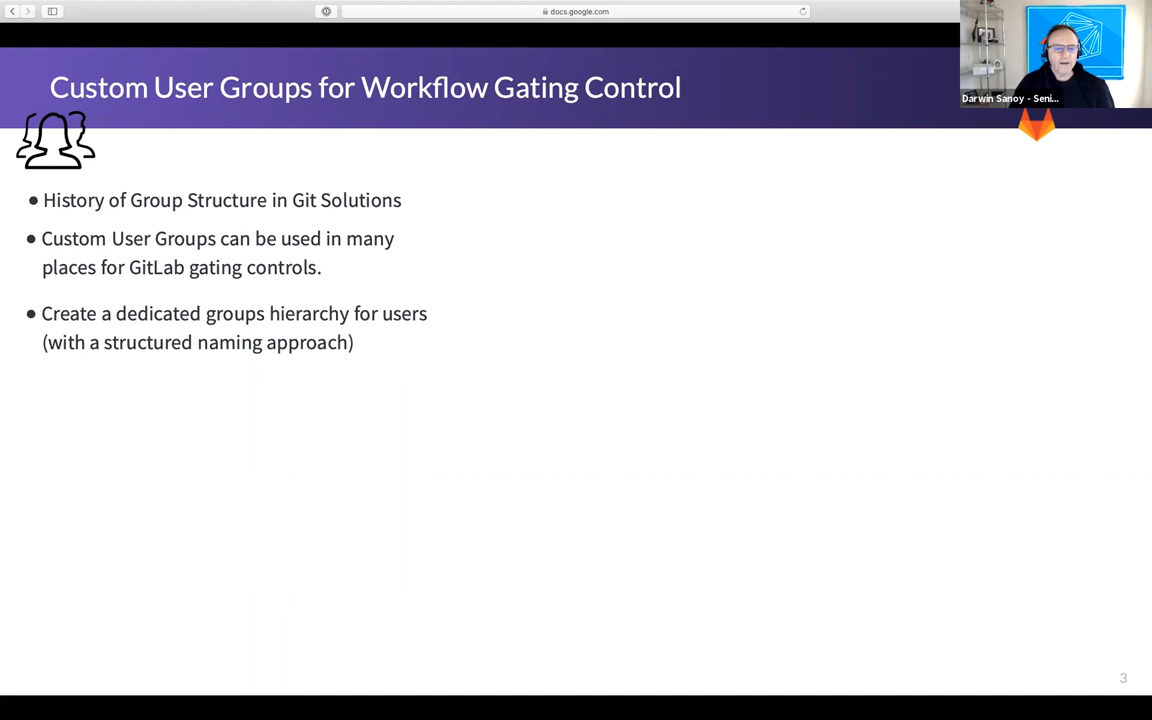 docs.google.com
Custom User Groups for Workflow Gating Control
Darwin Sanoy - Seni...
● History of Group Structure in Git Solutions
● Custom User Groups can be used in many
places for GitLab gating controls.
● Create a dedicated groups hierarchy for users
(with a structured naming approach)
3